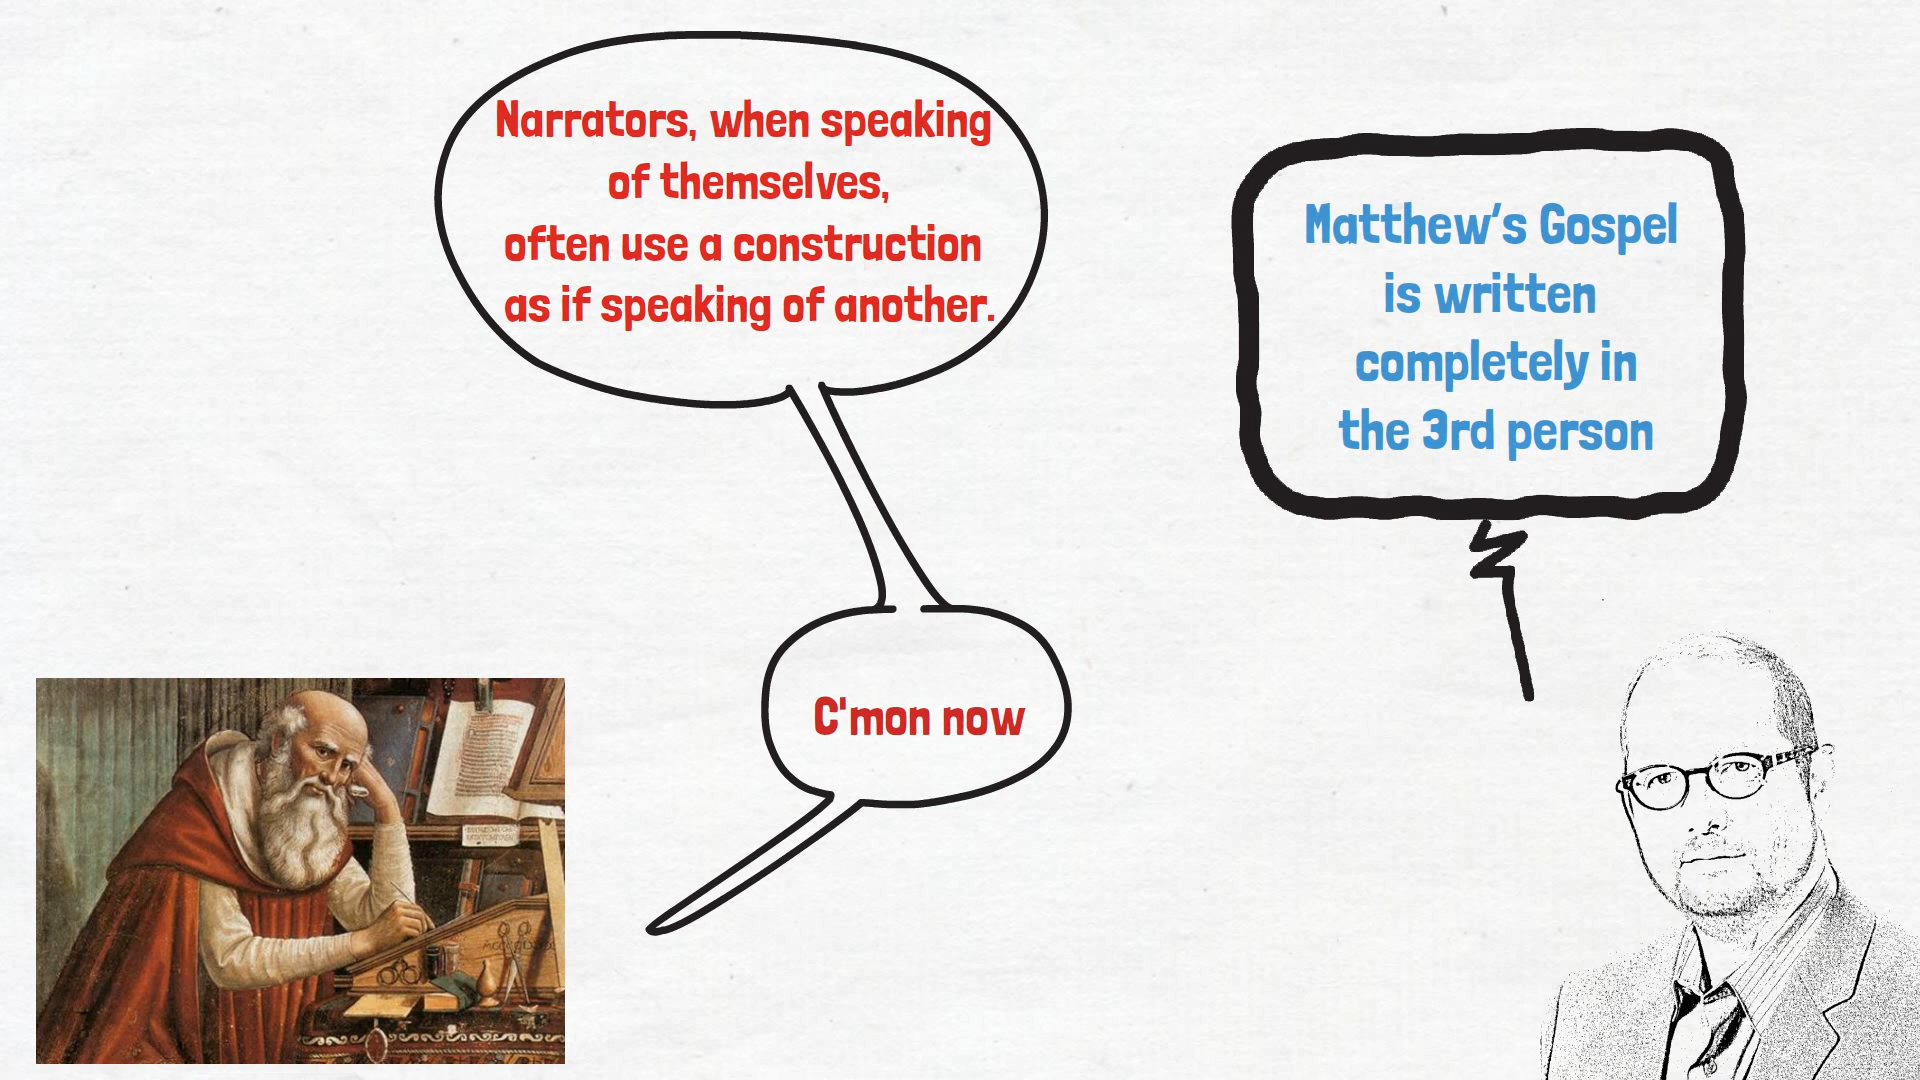 Narrators, when speaking
of themselves,
often use a construction
as if speaking of another.
C'mon now
Matthew's Gospel
is written
completely in
the 3rd person